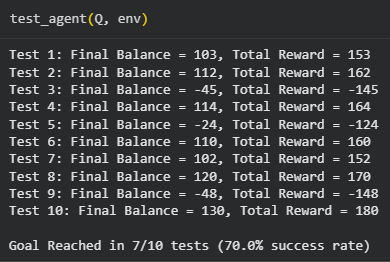 test_agent(Q, env)
Test 1: Final Balance = 103, Total Reward = 153
Test 2: Final Balance = 112, Total Reward = 162
Test 3: Final Balance = -45, Total Reward = -145
Test 4: Final Balance = 114, Total Reward = 164
Test 5: Final Balance = -24, Total Reward = -124
Test 6: Final Balance = 110, Total Reward = 160
Test 7: Final Balance = 102, Total Reward = 152
Test 8: Final Balance = 120, Total Reward = 170
Test 9: Final Balance = -48, Total Reward = -148
Test 10: Final Balance = 130, Total Reward = 180
Goal Reached in 7/10 tests (70.0% success rate)